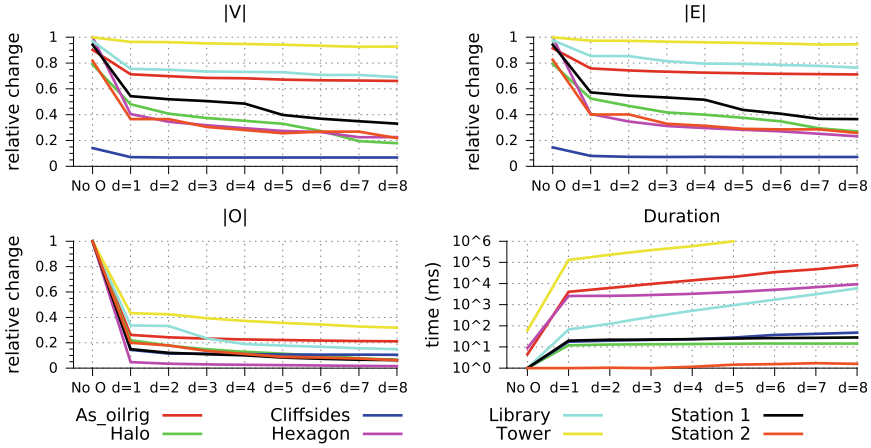 |V| |E|
1 1
0.8 0.8
0.6 0.6
0.4 0.4
0.2 0.2
0 0
relative change relative change
No O d=1 d=2 d=3 d=4 d=5 d=6 d=7 d=8 No O d=1 d=2 d=3 d=4 d=5 d=6 d=7 d=8
|O| Duration
1 10^6
0.8 10^5
0.6 10^4
0.4 10^3
0.2 10^2
0 10^1
10^0
relative change time (ms)
No O d=1 d=2 d=3 d=4 d=5 d=6 d=7 d=8 No O d=1 d=2 d=3 d=4 d=5 d=6 d=7 d=8
As_oilrig Cliffsides Library Station 1
Halo Hexagon Tower Station 2